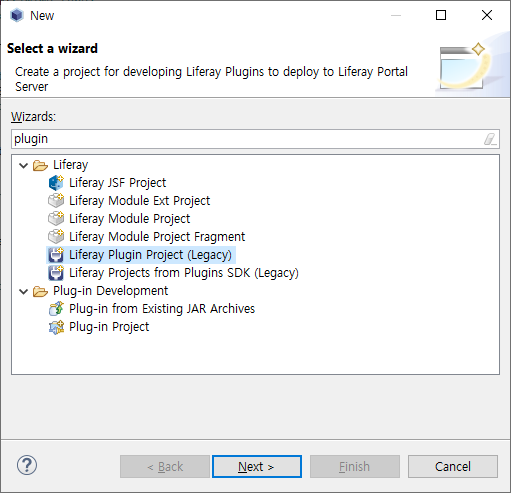 New
Select a wizard
Create a project for developing Liferay Plugins to deploy to Liferay Portal
Server
Wizards:
plugin
Liferay
Liferay JSF Project
Liferay Module Ext Project
Liferay Module Project
Liferay Module Project Fragment
Liferay Plugin Project (Legacy)
Liferay Projects from Plugins SDK (Legacy)
Plug-in Development
Plug-in from Existing JAR Archives
Plug-in Project
? < Back Next > Finish Cancel